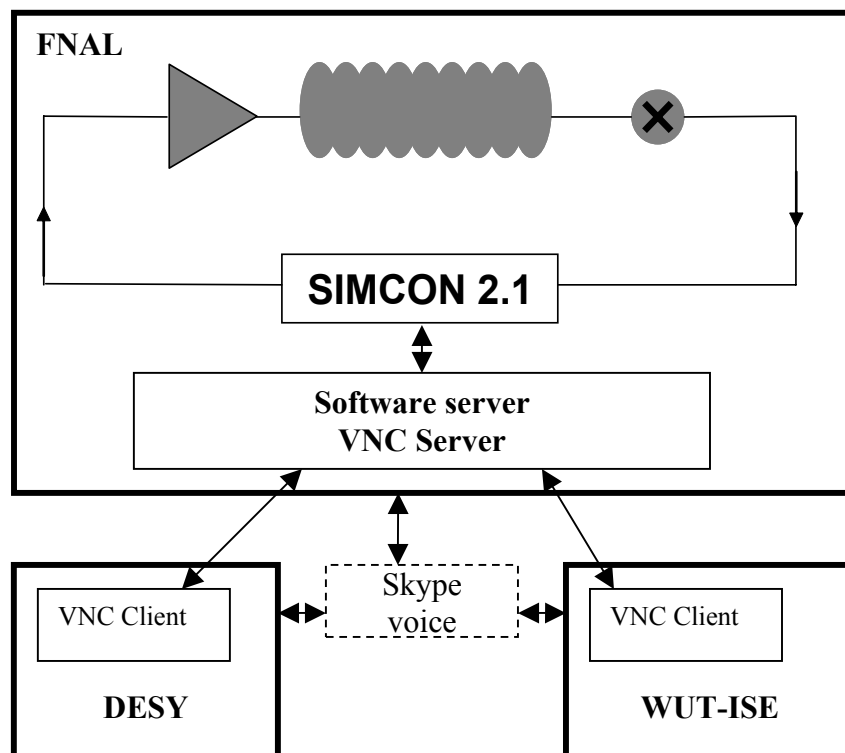 FNAL
SIMCON 2.1
Software server
VNC Server
Skype
voice
VNC Client
VNC Client
DESY
WUT-ISE